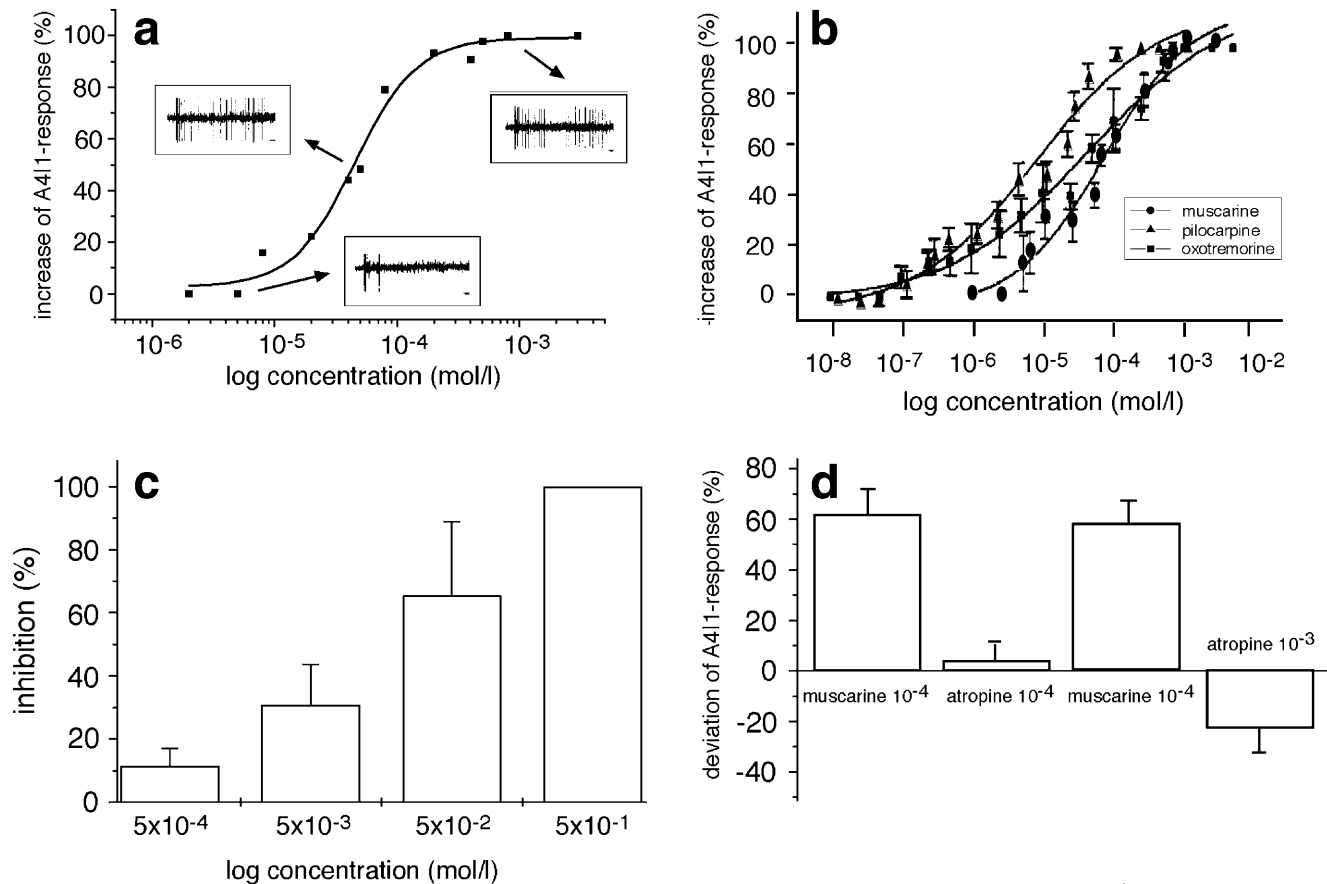 a
increase of A4I1-response (%)
100
80
60
40
20
0
10-6
10-5
10-4
10-3
log concentration (mol/l)
b
-increase of A4I1-response (%)
100
80
60
40
20
0
muscarine
pilocarpine
oxotremorine
10-8
10-7
10-6
10-5
10-4
10-3
10-2
log concentration (mol/l)
c
inhibition (%)
100
80
60
40
20
0
5x10-4
5x10-3
5x10-2
5x10-1
log concentration (mol/l)
d
deviation of A4I1-response (%)
80
60
40
20
0
-20
-40
muscarine 10-4
atropine 10-4
muscarine 10-4
atropine 10-3